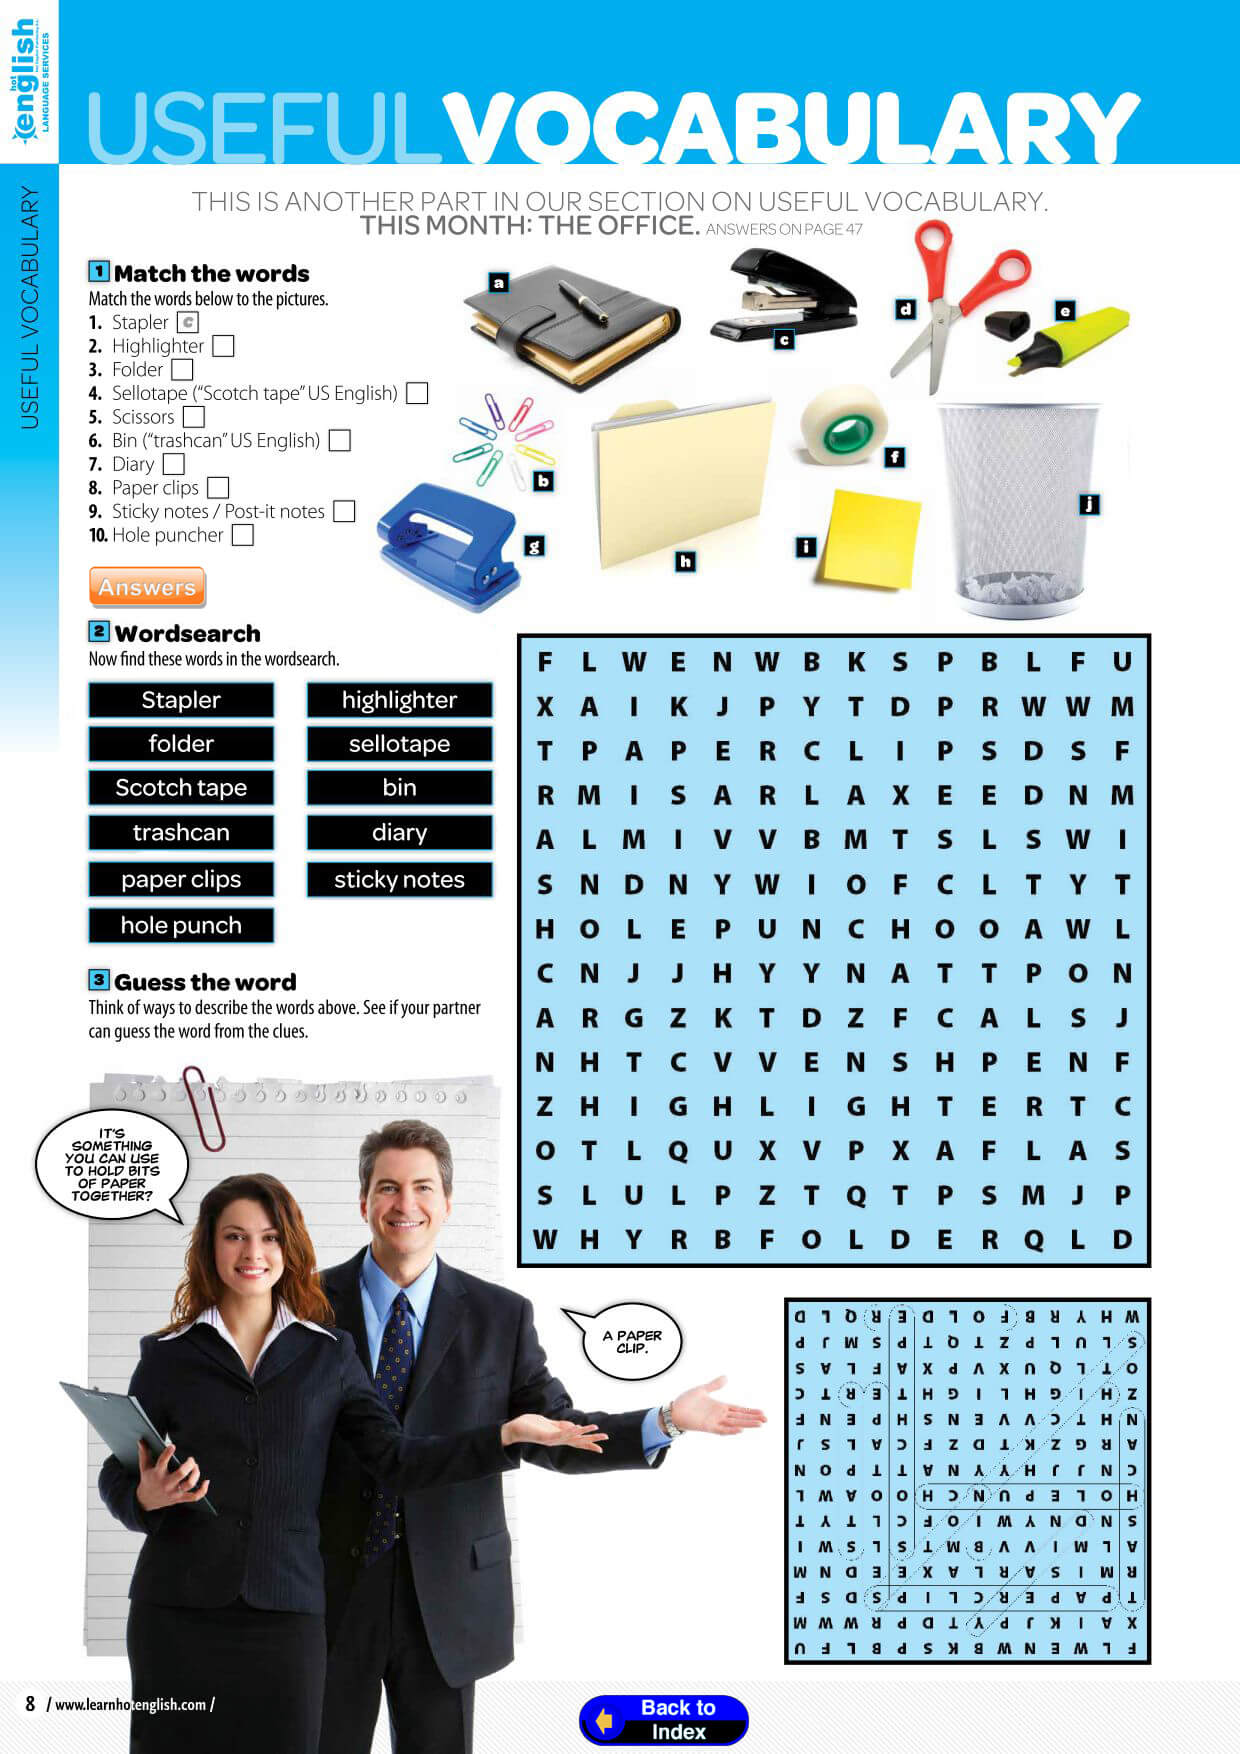 hot
english
LANGUAGE SERVICES
USEFUL VOCABULARY
USEFUL VOCABULARY
THIS IS ANOTHER PART IN OUR SECTION ON USEFUL VOCABULARY.
THIS MONTH: THE OFFICE. ANSWERS ON PAGE 47
1 Match the words
Match the words below to the pictures.
1. Stapler c
2. Highlighter
3. Folder
4. Sellotape (“Scotch tape” US English)
5. Scissors
6. Bin (“trashcan” US English)
7. Diary
8. Paper clips
9. Sticky notes / Post-it notes
10. Hole puncher
a
c
d
e
b
f
g
h
i
j
Answers
2 Wordsearch
Now find these words in the wordsearch.
Stapler highlighter
folder sellotape
Scotch tape bin
trashcan diary
paper clips sticky notes
hole punch
F L W E N W B K S P B L F U
X A I K J P Y T D P R W W M
T P A P E R C L I P S D S F
R M I S A R L A X E E D N M
A L M I V V B M T S L S W I
S N D N Y W I O F C L T Y T
H O L E P U N C H O O A W L
C N J J H Y Y N A T T P O N
A R G Z K T D Z F C A L S J
N H T C V V E N S H P E N F
Z H I G H L I G H T E R T C
O T L Q U X V P X A F L A S
S L U L P Z T Q T P S M J P
W H Y R B F O L D E R Q L D
3 Guess the word
Think of ways to describe the words above. See if your partner
can guess the word from the clues.
IT'S
SOMETHING
YOU CAN USE
TO HOLD BITS
OF PAPER
TOGETHER?
A PAPER
CLIP.
F L W E N W B K S P B L F U
X A I K J P Y T D P R W W M
T P A P E R C L I P S D S F
R M I S A R L A X E E D N M
A L M I V V B M T S L S W I
S N D N Y W I O F C L T Y T
H O L E P U N C H O O A W L
C N J J H Y Y N A T T P O N
A R G Z K T D Z F C A L S J
N H T C V V E N S H P E N F
Z H I G H L I G H T E R T C
O T L Q U X V P X A F L A S
S L U L P Z T Q T P S M J P
W H Y R B F O L D E R Q L D
8 / www.learnhotenglish.com /
Back to
Index